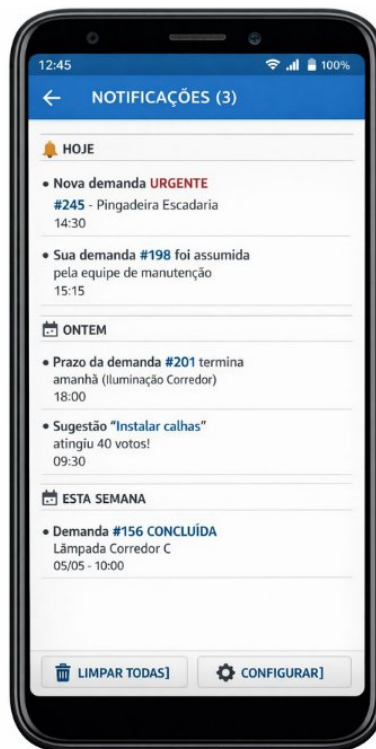 12:45 100%
← NOTIFICAÇÕES (3)
HOJE
• Nova demanda URGENTE
#245 - Pingadeira Escadaria
14:30
• Sua demanda #198 foi assumida
pela equipe de manutenção
15:15
ONTEM
• Prazo da demanda #201 termina
amanhã (Iluminação Corredor)
18:00
• Sugestão “Instalar calhas”
atingiu 40 votos!
09:30
ESTA SEMANA
• Demanda #156 CONCLUÍDA
Lâmpada Corredor C
05/05 - 10:00
LIMPAR TODAS] CONFIGURAR]